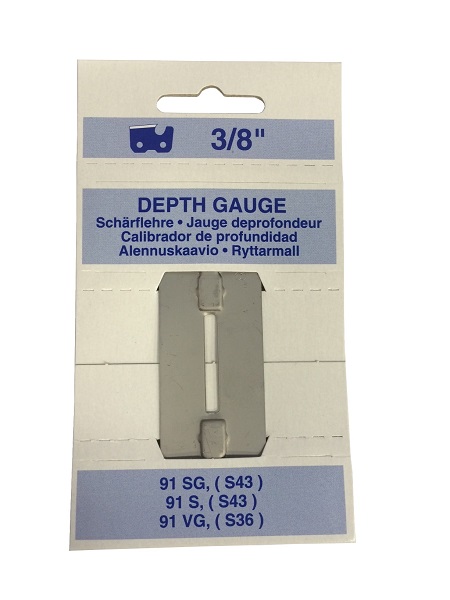 3/8"
DEPTH GAUGE
Schärflehre • Jauge deprofondeur
Calibrador de profundidad
Alennuskaavio • Ryttarmall
91 SG, ( S43 )
91 S, ( S43 )
91 VG, ( S36 )